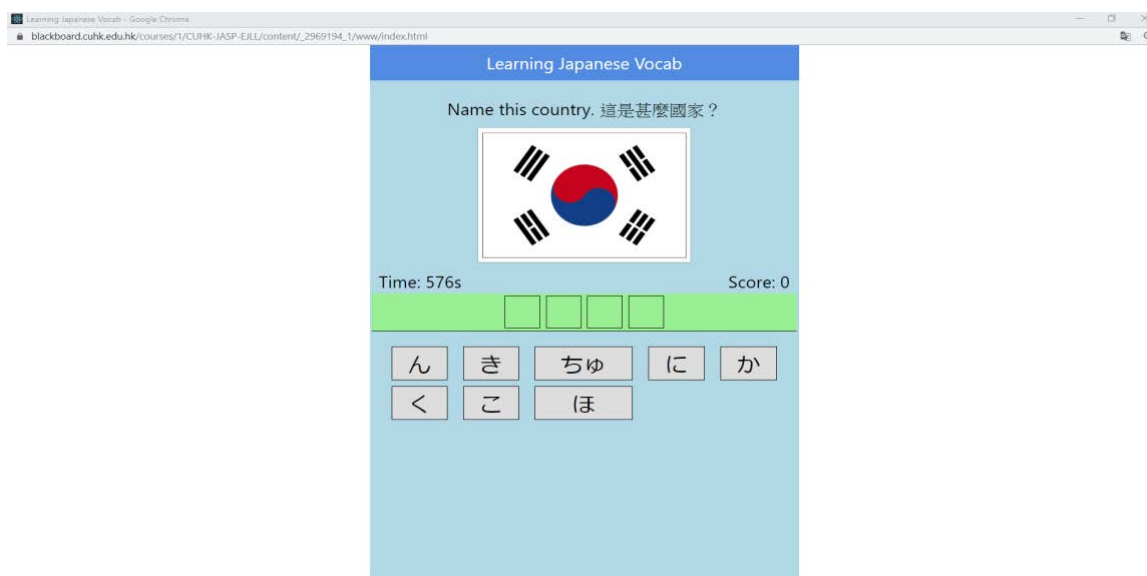 Learning Japanese Vocab - Google Chrome
blackboard.cuhk.edu.hk/courses/1/CUHK-JASP-EJLL/content/_2969194_1/www/index.html
Learning Japanese Vocab
Name this country. 這是甚麼國家？
Time: 576s Score: 0
ん き ちゅ に か
く こ ほ